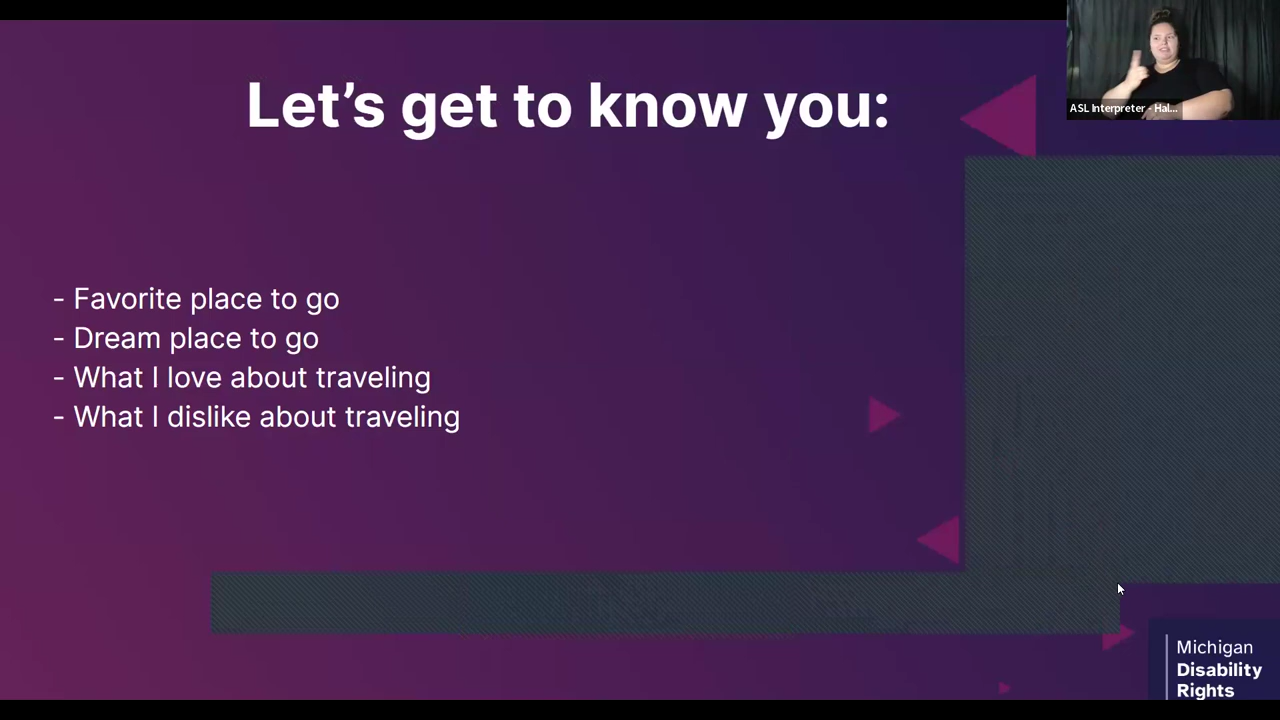 Let's get to know you:
ASL Interpreter - Hal...
- Favorite place to go
- Dream place to go
- What I love about traveling
- What I dislike about traveling
Michigan
Disability
Rights